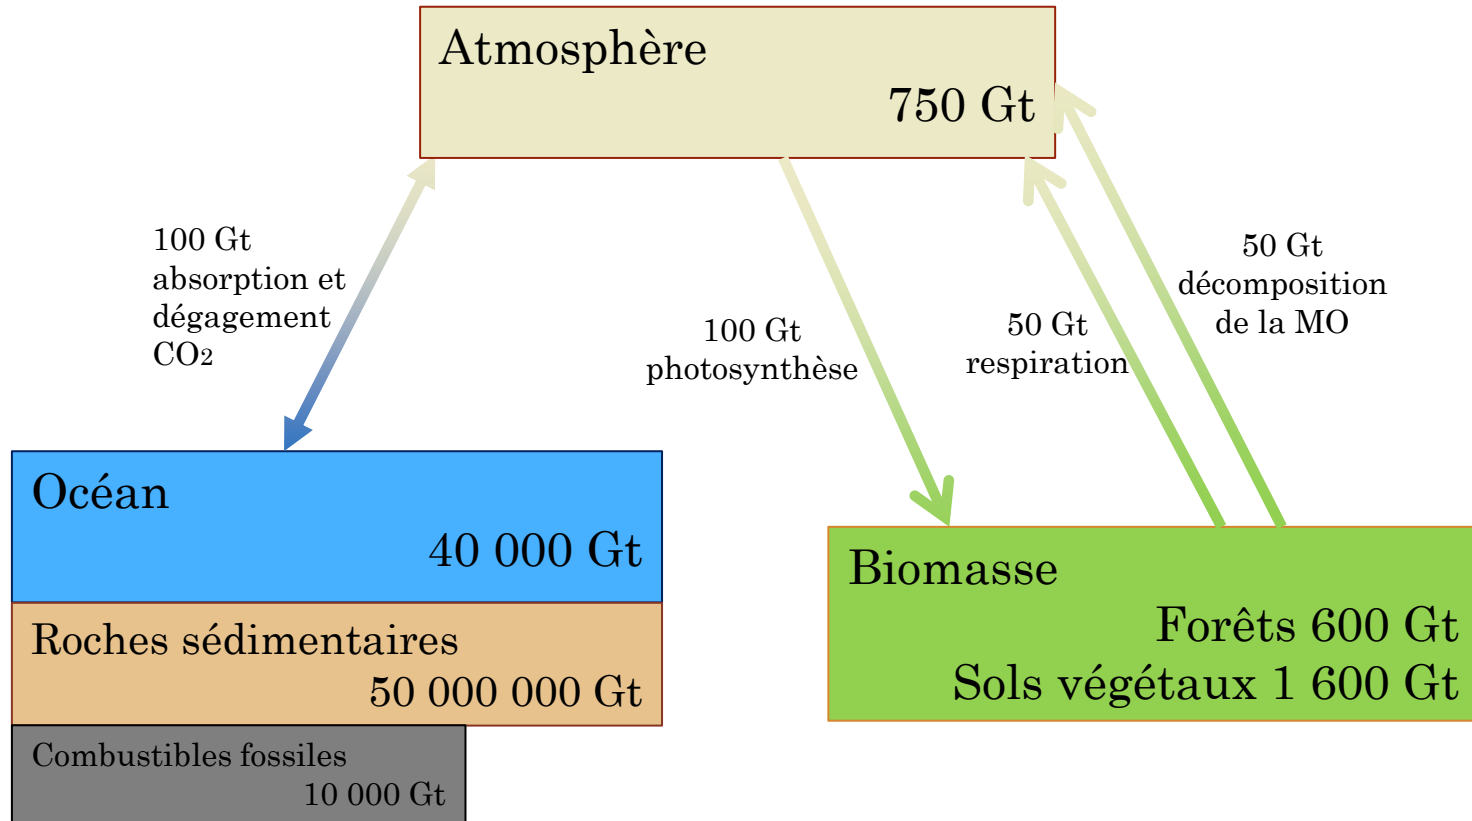 Atmosphère
750 Gt
100 Gt
absorption et
dégagement
CO2
100 Gt
photosynthèse
50 Gt
respiration
50 Gt
décomposition
de la MO
Océan
40 000 Gt
Roches sédimentaires
50 000 000 Gt
Combustibles fossiles
10 000 Gt
Biomasse
Forêts 600 Gt
Sols végétaux 1 600 Gt